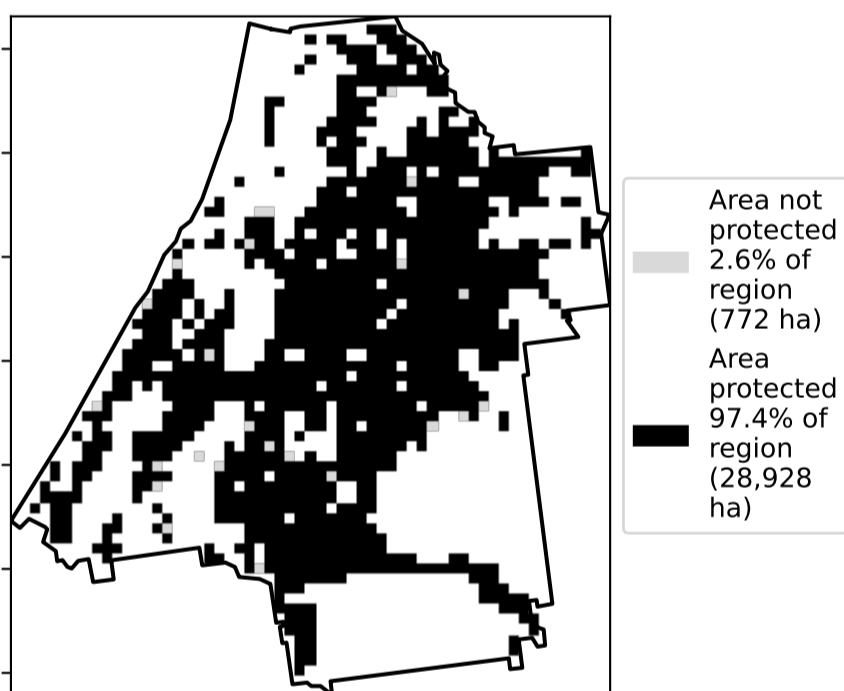 Area not
protected
2.6% of
region
(772 ha)
Area
protected
97.4% of
region
(28,928
ha)